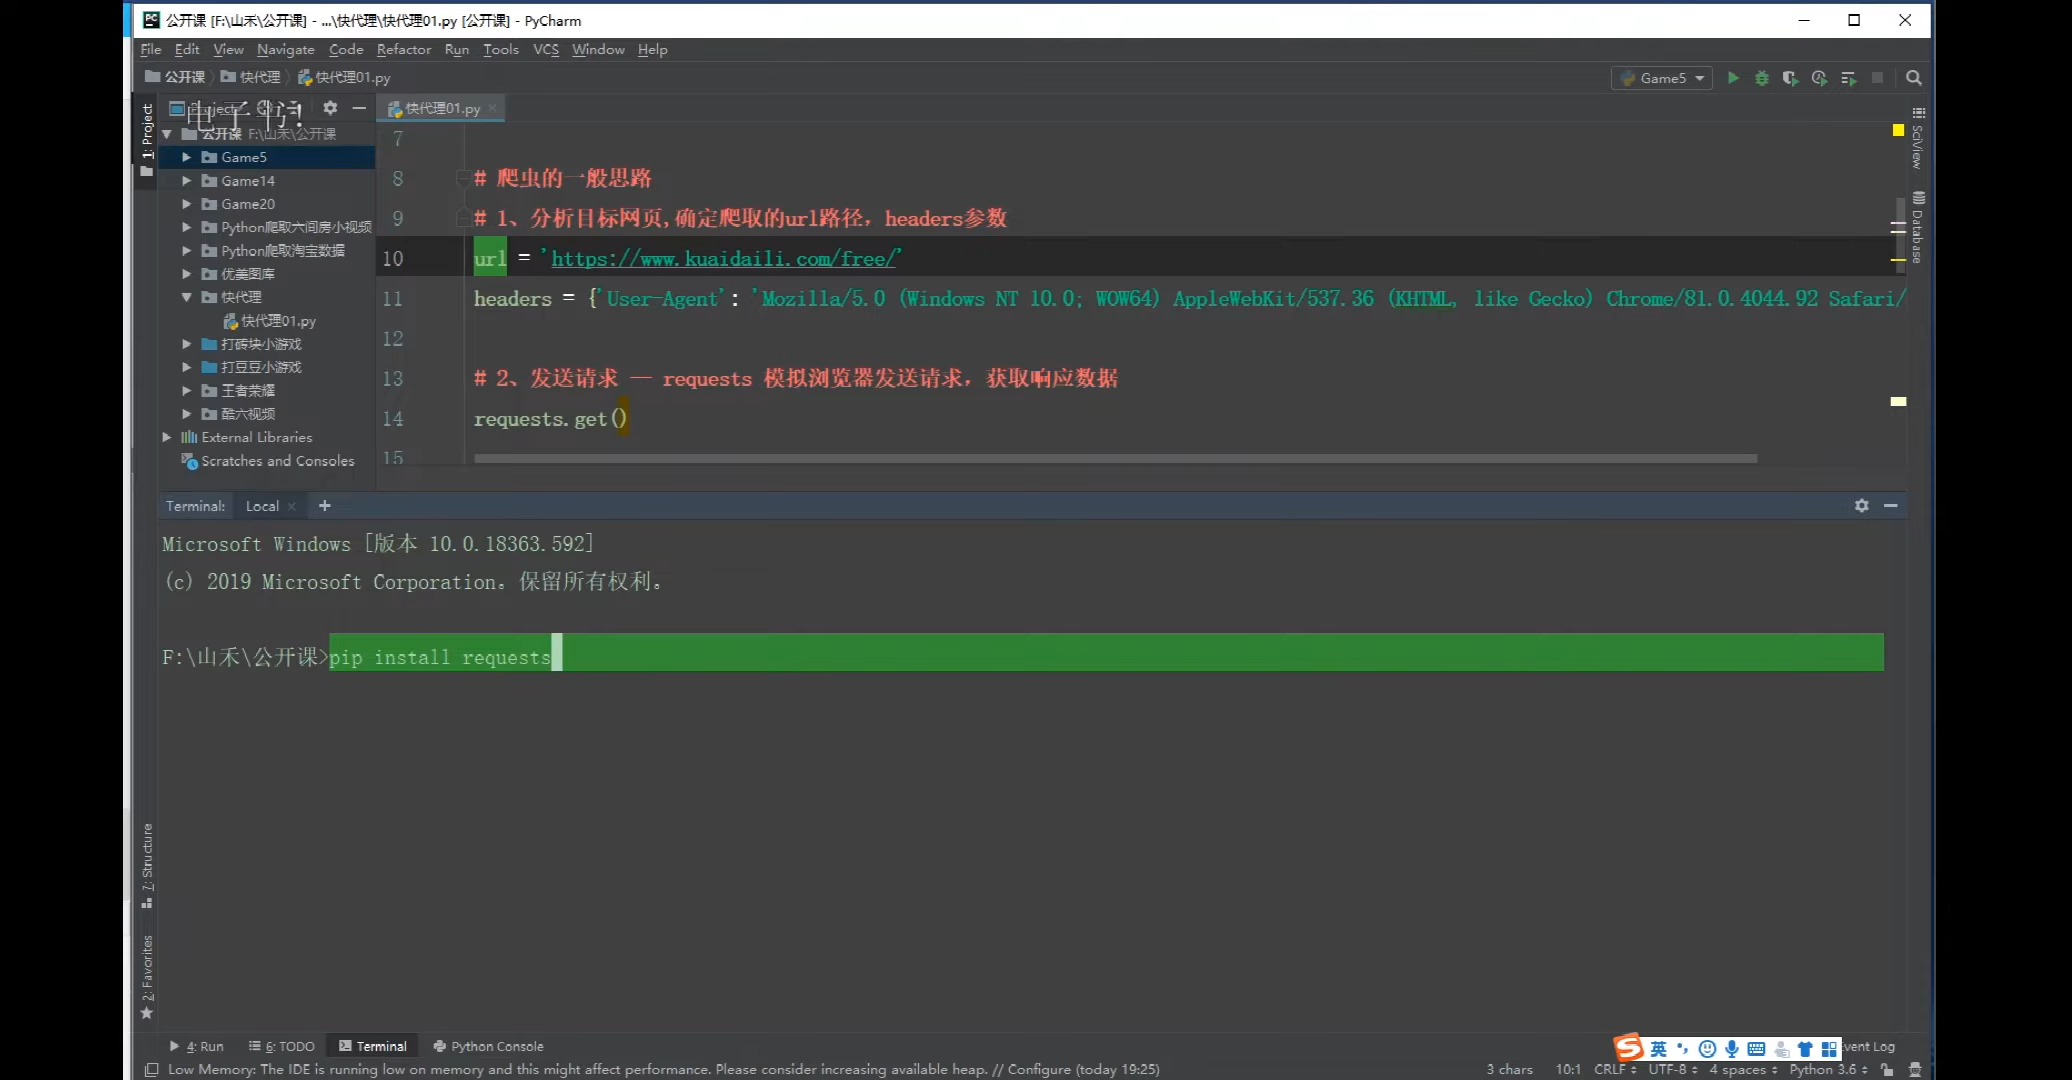 公开课 [F:\山禾\公开课] - ...\快代理\快代理01.py [公开课] - PyCharm
File Edit View Navigate Code Refactor Run Tools VCS Window Help
公开课 快代理 快代理01.py
Game5
1: Project
电子书!
快代理01.py
公开课 F:\山禾\公开课
Game5
Game14
Game20
Python爬取六间房小视频
Python爬取淘宝数据
优美图库
快代理
快代理01.py
打砖块小游戏
打豆豆小游戏
王者荣耀
酷六视频
External Libraries
Scratches and Consoles
7
8 # 爬虫的一般思路
9 # 1、分析目标网页,确定爬取的url路径，headers参数
10 url = 'https://www.kuaidaili.com/free/'
11 headers = {'User-Agent': 'Mozilla/5.0 (Windows NT 10.0; WOW64) AppleWebKit/537.36 (KHTML, like Gecko) Chrome/81.0.4044.92 Safari/
12
13 # 2、发送请求 -- requests 模拟浏览器发送请求，获取响应数据
14 requests.get()
15
SciView
Database
Terminal: Local +
Microsoft Windows [版本 10.0.18363.592]
(c) 2019 Microsoft Corporation。保留所有权利。
F:\山禾\公开课>pip install requests
7: Structure
2: Favorites
4: Run 6: TODO Terminal Python Console
英
vent Log
Low Memory: The IDE is running low on memory and this might affect performance. Please consider increasing available heap. // Configure (today 19:25)
3 chars 10:1 CRLF UTF-8 4 spaces Python 3.6